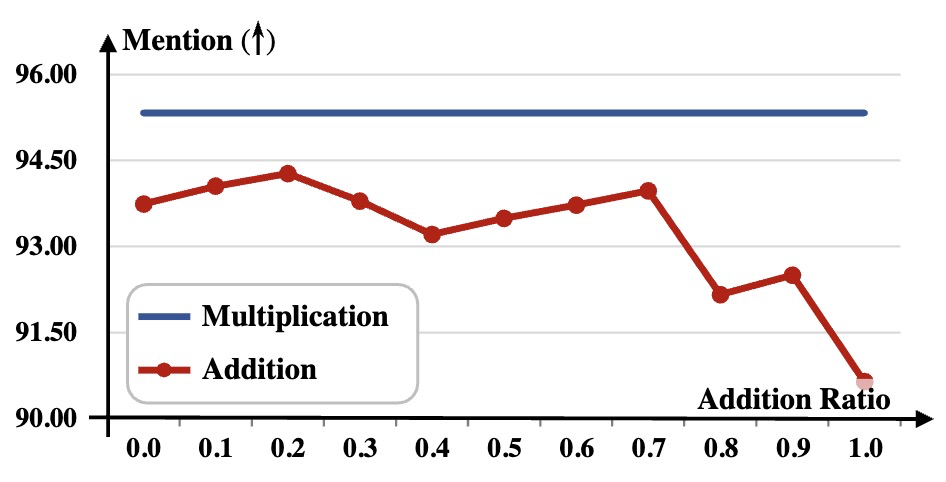 Mention (↑)
96.00
94.50
93.00
91.50
90.00
Multiplication
Addition
Addition Ratio
0.0 0.1 0.2 0.3 0.4 0.5 0.6 0.7 0.8 0.9 1.0